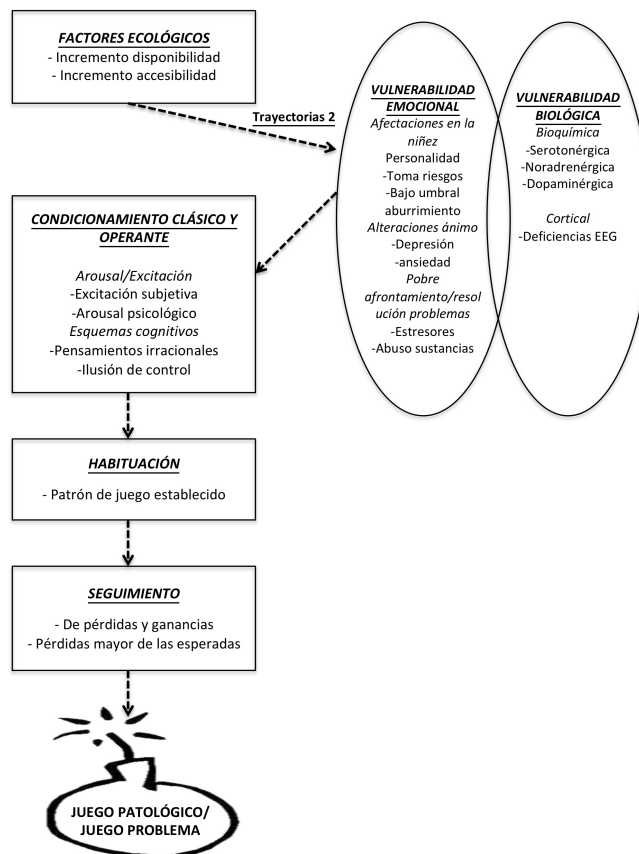 FACTORES ECOLÓGICOS
- Incremento disponibilidad
- Incremento accesibilidad
Trayectorias 2
VULNERABILIDAD
EMOCIONAL
Afectaciones en la
niñez
Personalidad
-Toma riesgos
-Bajo umbral
aburrimiento
Alteraciones ánimo
-Depresión
-ansiedad
Pobre
afrontamiento/resol
ución problemas
-Estresores
-Abuso sustancias
VULNERABILIDAD
BIOLÓGICA
Bioquímica
-Serotonérgica
-Noradrenérgica
-Dopaminérgica
Cortical
-Deficiencias EEG
CONDICIONAMIENTO CLÁSICO Y
OPERANTE
Arousal/Excitación
-Excitación subjetiva
-Arousal psicológico
Esquemas cognitivos
-Pensamientos irracionales
-Ilusión de control
HABITUACIÓN
- Patrón de juego establecido
SEGUIMIENTO
- De pérdidas y ganancias
- Pérdidas mayor de las esperadas
JUEGO PATOLÓGICO/
JUEGO PROBLEMA